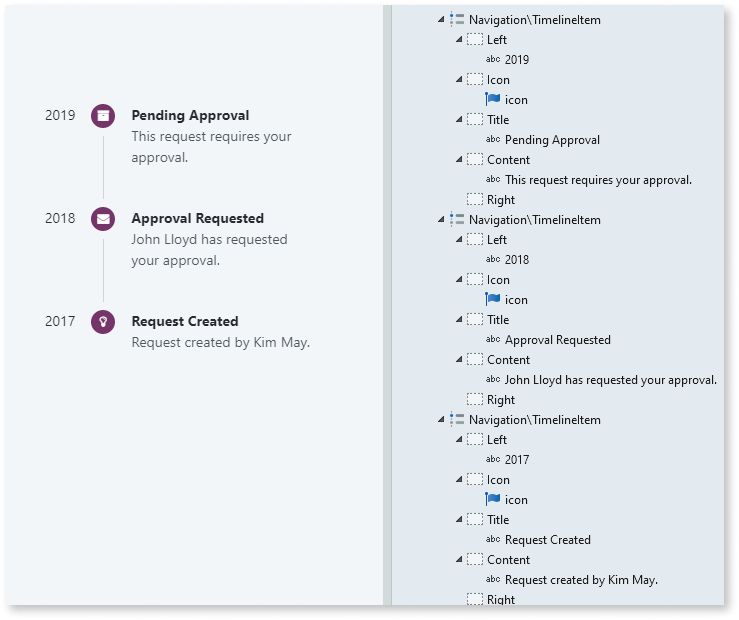 2019
Pending Approval
This request requires your
approval.
2018
Approval Requested
John Lloyd has requested
your approval.
2017
Request Created
Request created by Kim May.
Navigation\TimelineItem
Left
abc 2019
Icon
icon
Title
abc Pending Approval
Content
abc This request requires your approval.
Right
Navigation\TimelineItem
Left
abc 2018
Icon
icon
Title
abc Approval Requested
Content
abc John Lloyd has requested your approval.
Right
Navigation\TimelineItem
Left
abc 2017
Icon
icon
Title
abc Request Created
Content
abc Request created by Kim May.
Right